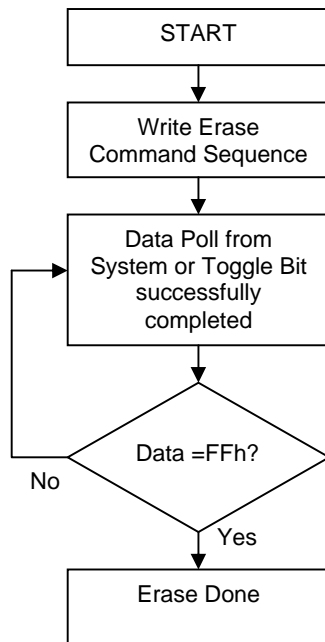 START
Write Erase
Command Sequence
Data Poll from
System or Toggle Bit
successfully
completed
Data =FFh?
No
Yes
Erase Done